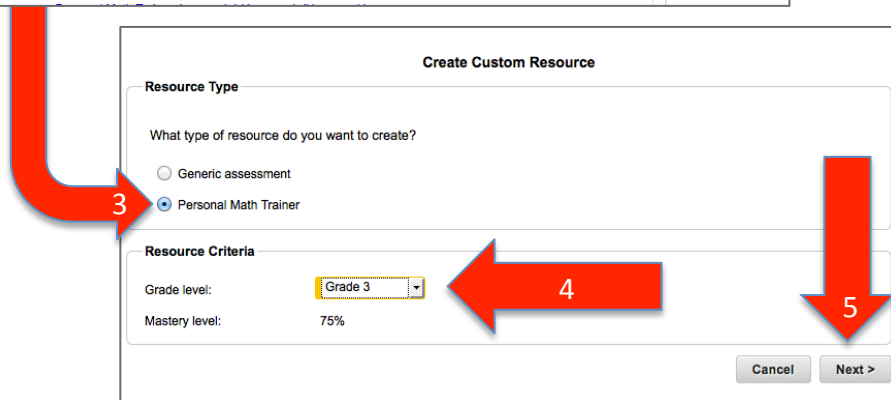 Create Custom Resource
Resource Type
What type of resource do you want to create?
Generic assessment
3
Personal Math Trainer
Resource Criteria
Grade level:
Grade 3
4
Mastery level:
75%
5
Cancel
Next >